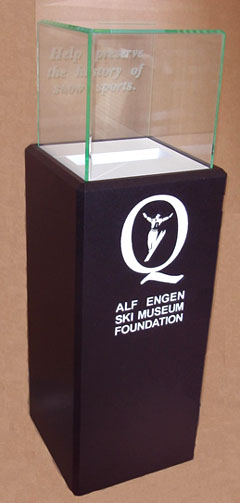 Help preserve
the history of
snow sports.
Q
ALF ENGEN
SKI MUSEUM
FOUNDATION